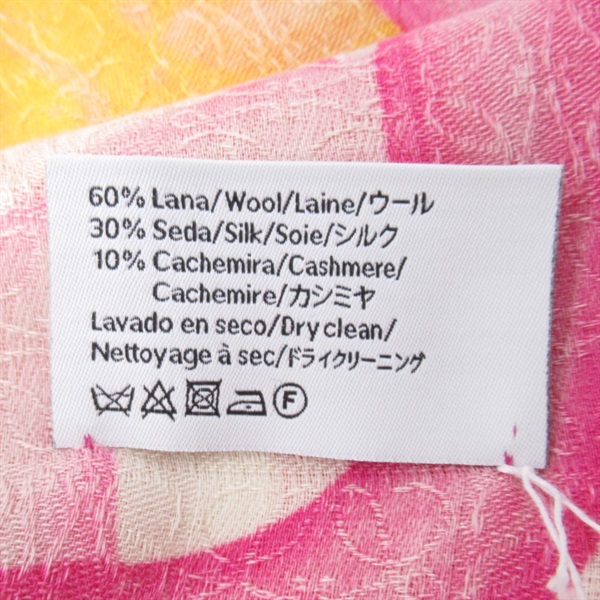 60% Lana/Wool/Laine/ウール
30% Seda/Silk/Soie/シルク
10% Cachemira/Cashmere/
Cachemire/カシミヤ
Lavado en seco/Dry clean/
Nettoyage à sec/ドライクリーニング
F